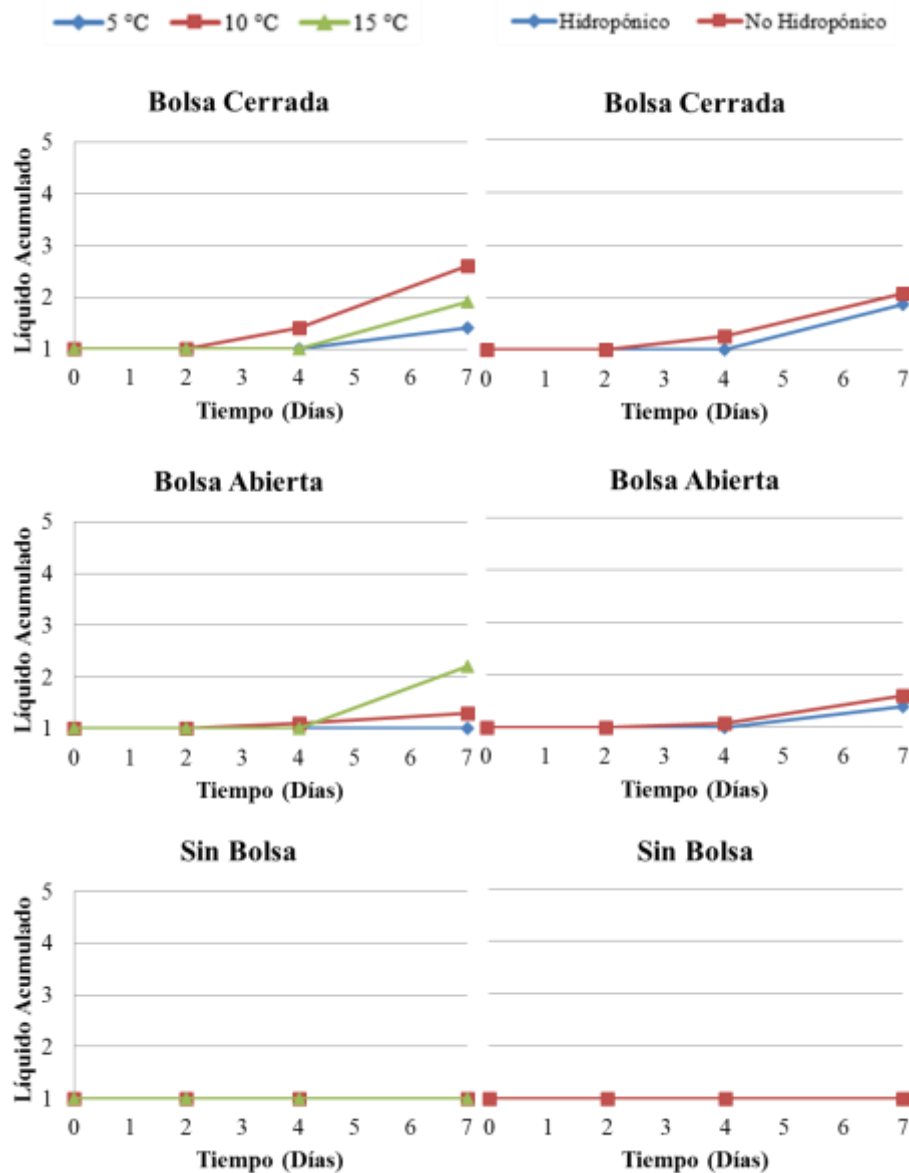 5 °C 10 °C 15 °C
Hidropónico No Hidropónico
Bolsa Cerrada
Líquido Acumulado
5
4
3
2
1
0 1 2 3 4 5 6 7
Tiempo (Días)
Bolsa Cerrada
0 1 2 3 4 5 6 7
Tiempo (Días)
Bolsa Abierta
Líquido Acumulado
5
4
3
2
1
0 1 2 3 4 5 6 7
Tiempo (Días)
Bolsa Abierta
0 1 2 3 4 5 6 7
Tiempo (Días)
Sin Bolsa
Líquido Acumulado
5
4
3
2
1
0 1 2 3 4 5 6 7
Tiempo (Días)
Sin Bolsa
0 1 2 3 4 5 6 7
Tiempo (Días)